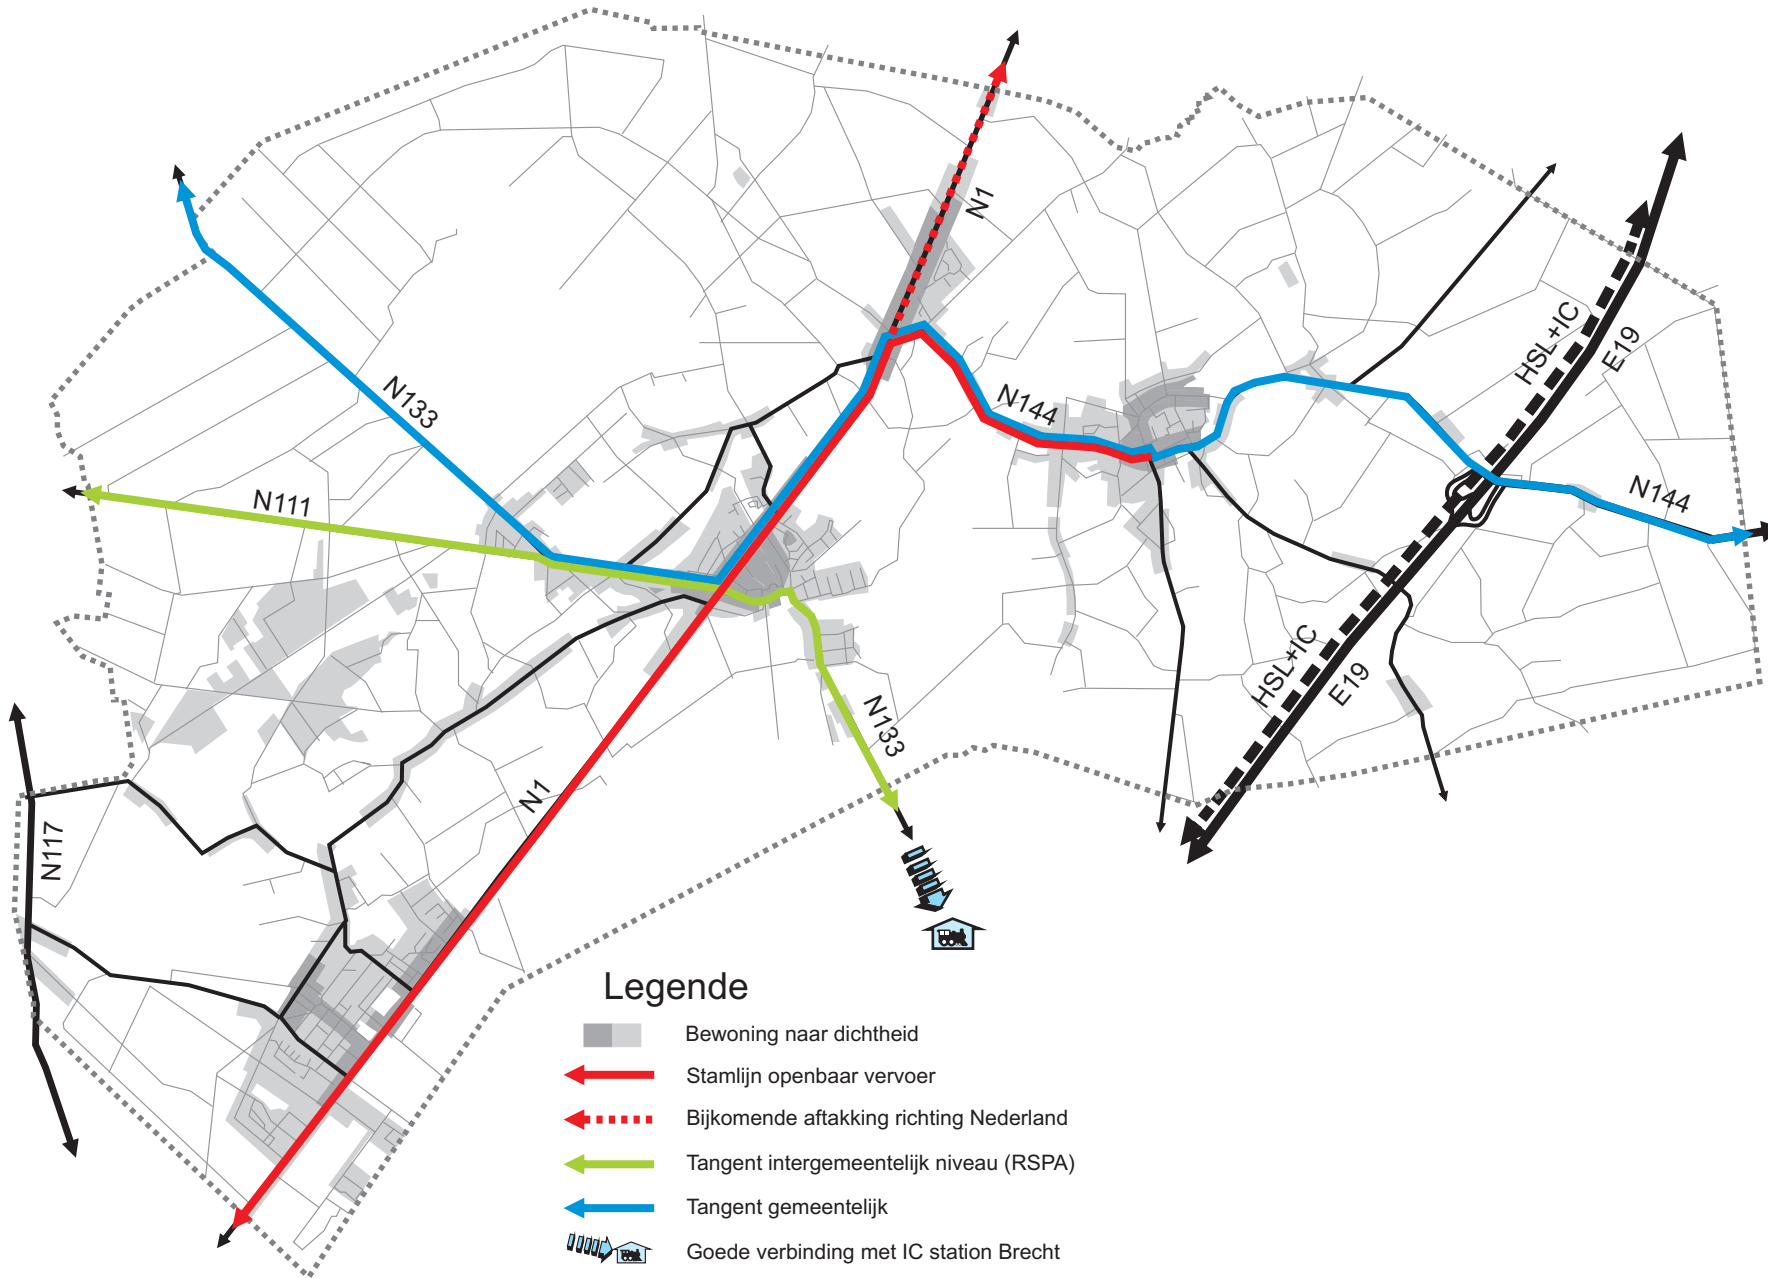 N1
HSL+IC
E19
N133
N144
N111
N144
HSL+IC
E19
N133
N1
N117
Legende
Bewoning naar dichtheid
Stamlijn openbaar vervoer
Bijkomende aftakking richting Nederland
Tangent intergemeentelijk niveau (RSPA)
Tangent gemeentelijk
Goede verbinding met IC station Brecht